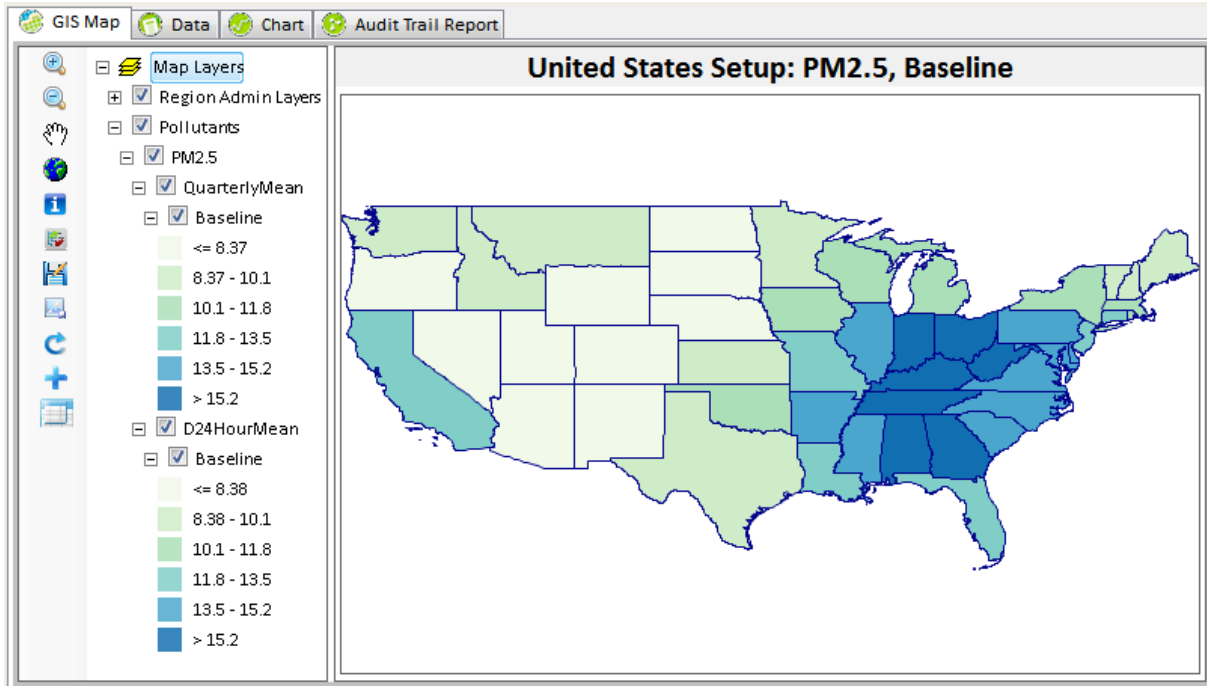 GIS Map Data Chart Audit Trail Report
Map Layers
Region Admin Layers
Pollutants
PM2.5
QuarterlyMean
Baseline
<= 8.37
8.37 - 10.1
10.1 - 11.8
11.8 - 13.5
13.5 - 15.2
> 15.2
D24HourMean
Baseline
<= 8.38
8.38 - 10.1
10.1 - 11.8
11.8 - 13.5
13.5 - 15.2
> 15.2
United States Setup: PM2.5, Baseline